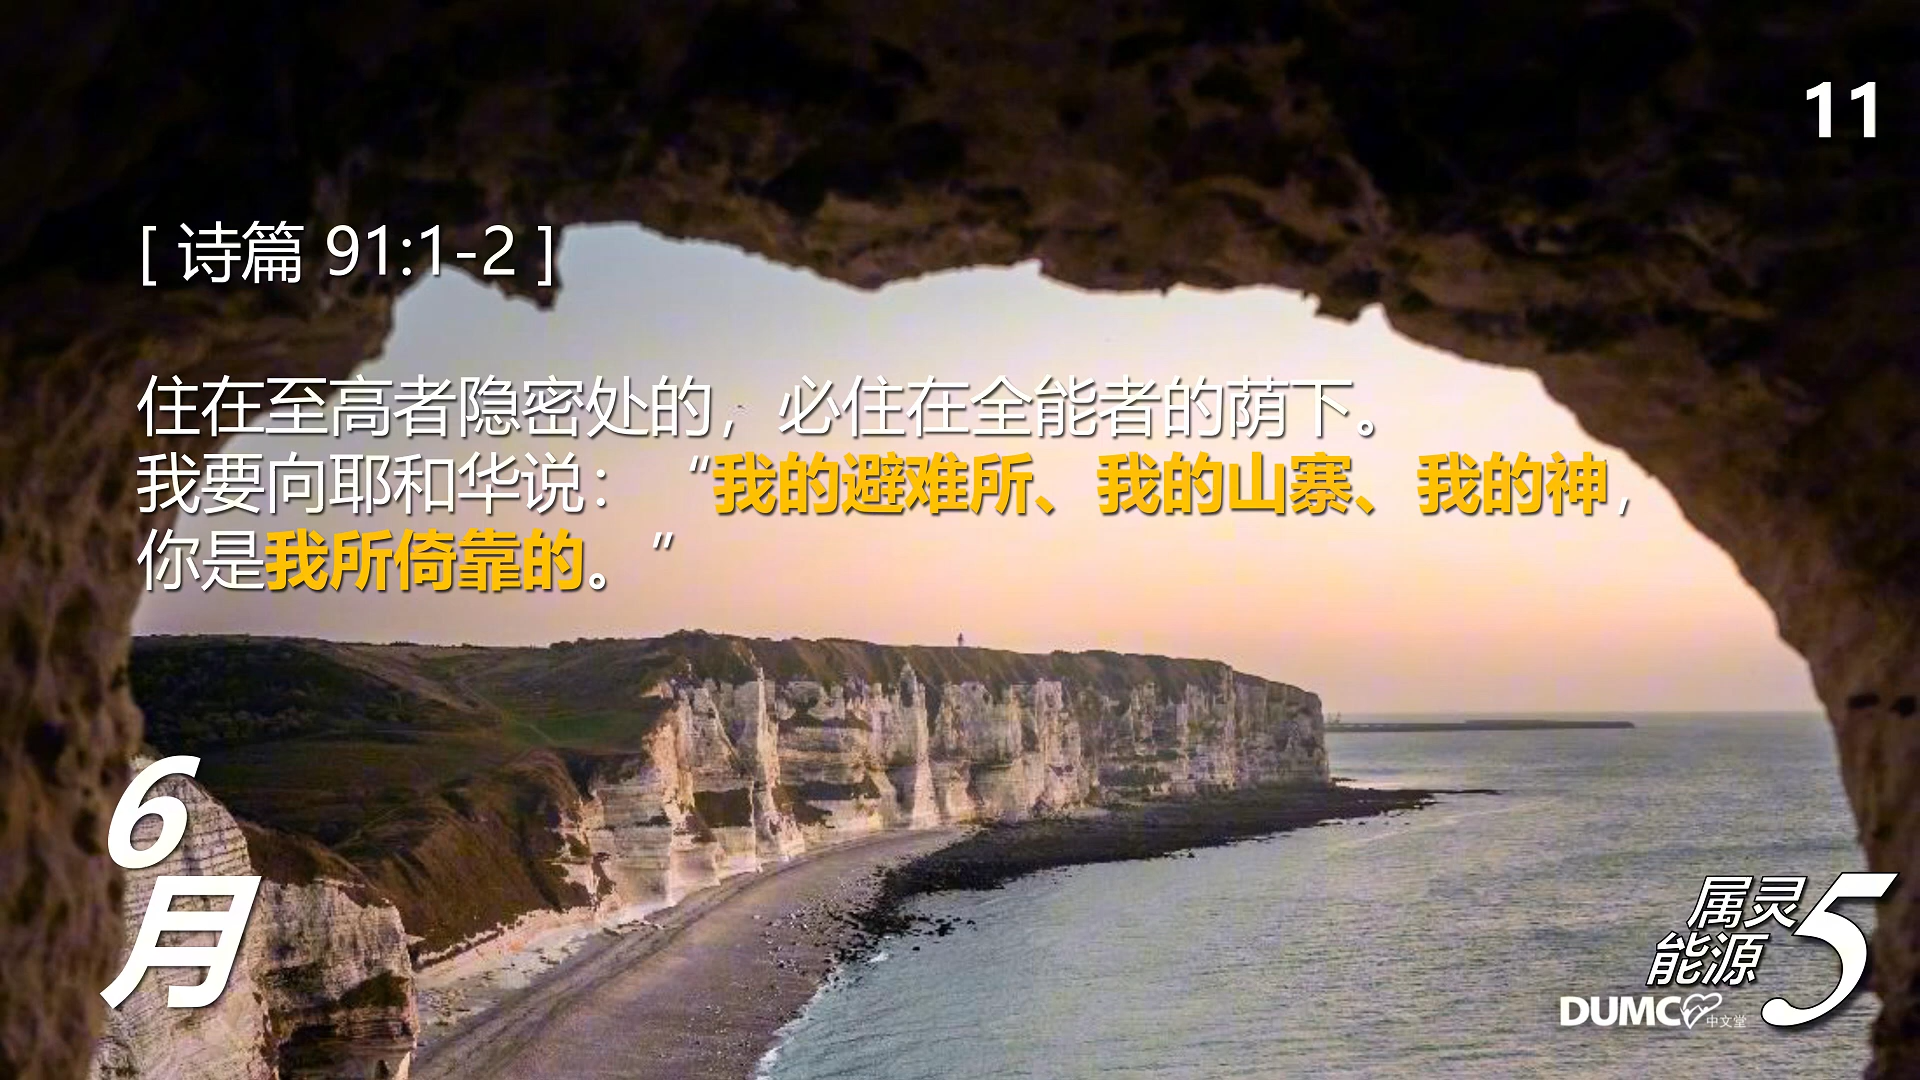 11
[ 诗篇 91:1-2 ]
住在至高者隐密处的，必住在全能者的荫下。
我要向耶和华说：“我的避难所、我的山寨、我的神，
你是我所倚靠的。”
6
月
属灵
能源
5
DUMC 中文堂